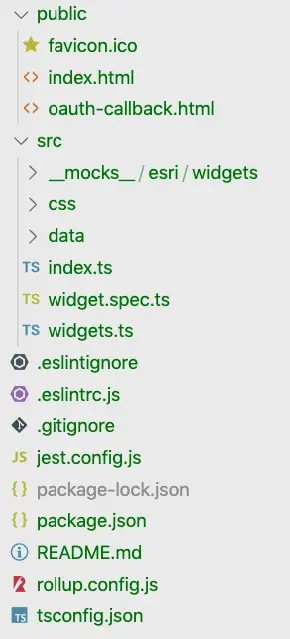 public
favicon.ico
<> index.html
<> oauth-callback.html
src
__mocks__ / esri / widgets
css
data
TS index.ts
TS widget.spec.ts
TS widgets.ts
.eslintignore
.eslintrc.js
.gitignore
JS jest.config.js
{ } package-lock.json
{ } package.json
README.md
rollup.config.js
TS tsconfig.json